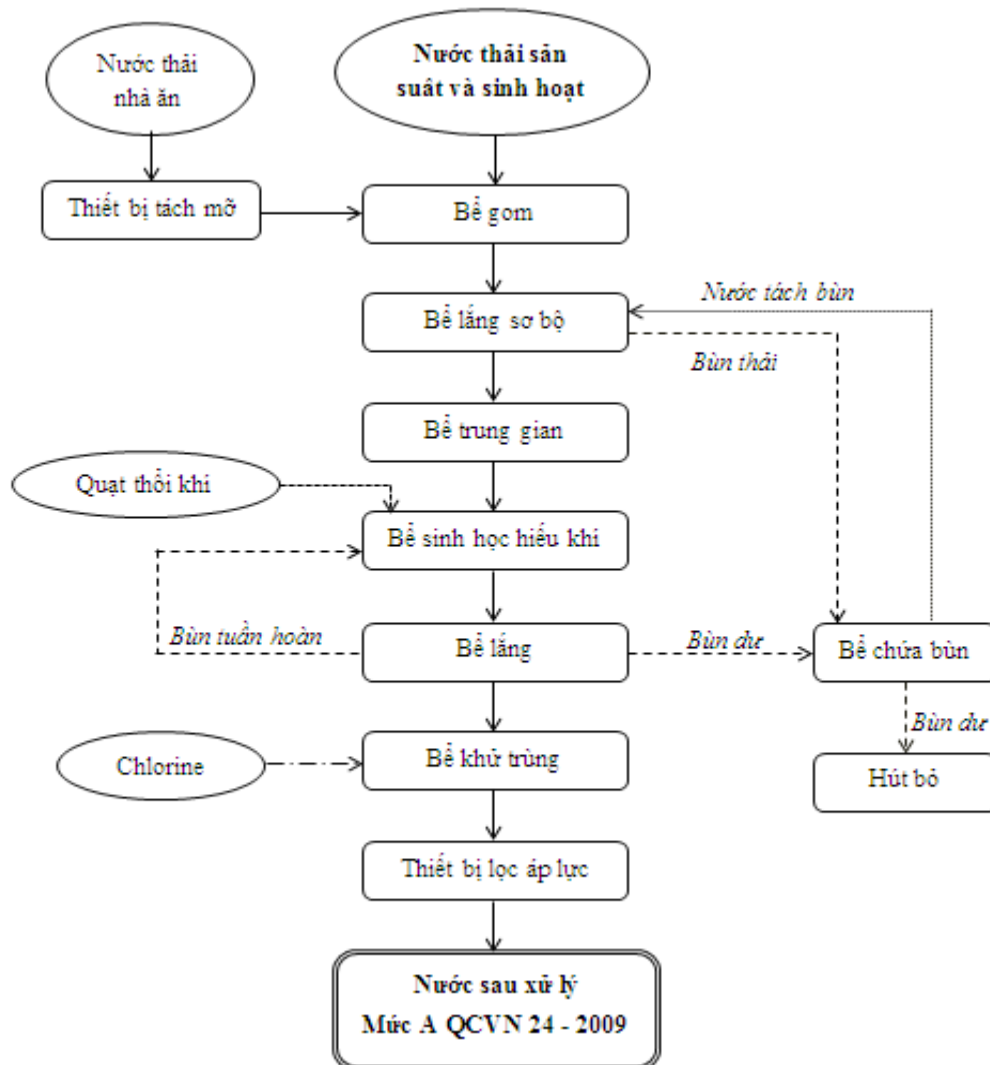 Nước thải
nhà ăn
Nước thải sản
suât và sinh hoạt
Thiết bị tách mỡ
Bể gom
Bể lắng sơ bộ
Nước tách bùn
Bùn thải
Bể trung gian
Quạt thổi khí
Bể sinh học hiếu khí
Bùn tuần hoàn
Bể lắng
Bùn dư
Bể chứa bùn
Bùn dư
Chlorine
Bể khử trùng
Hút bỏ
Thiết bị lọc áp lực
Nước sau xử lý
Mức A QCVN 24 - 2009